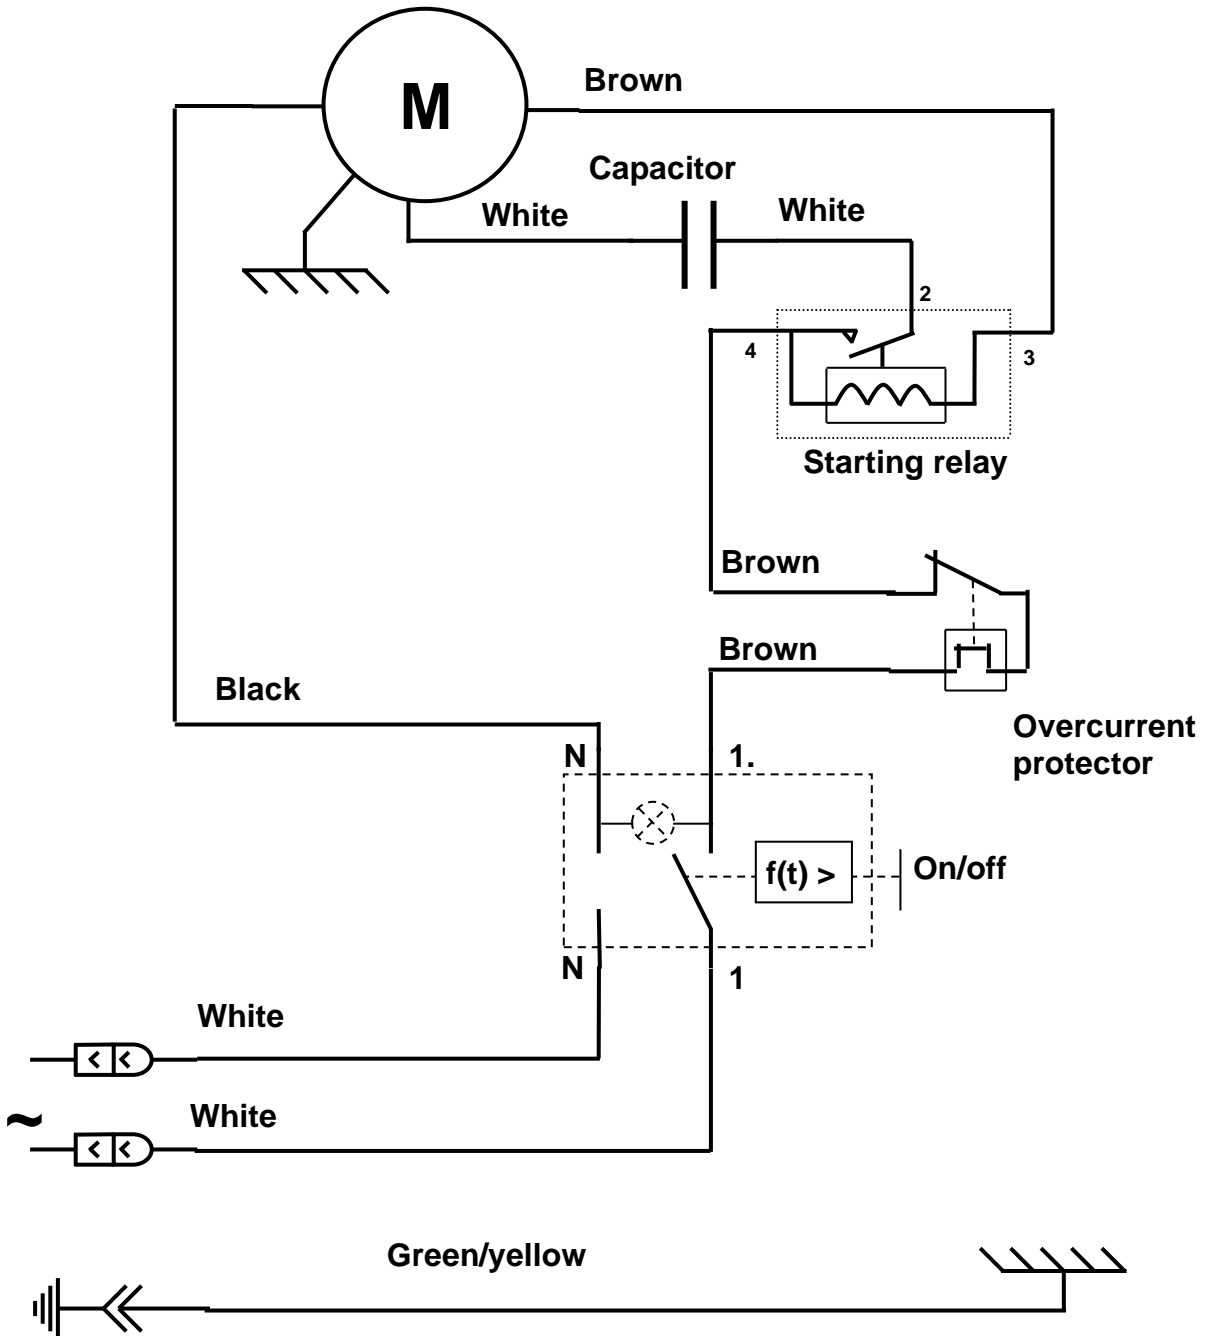 M
Brown
Capacitor
White
White
2
4
3
Starting relay
Brown
Brown
Black
Overcurrent
protector
N
1.
f(t) >
On/off
N
1
White
~
White
Green/yellow